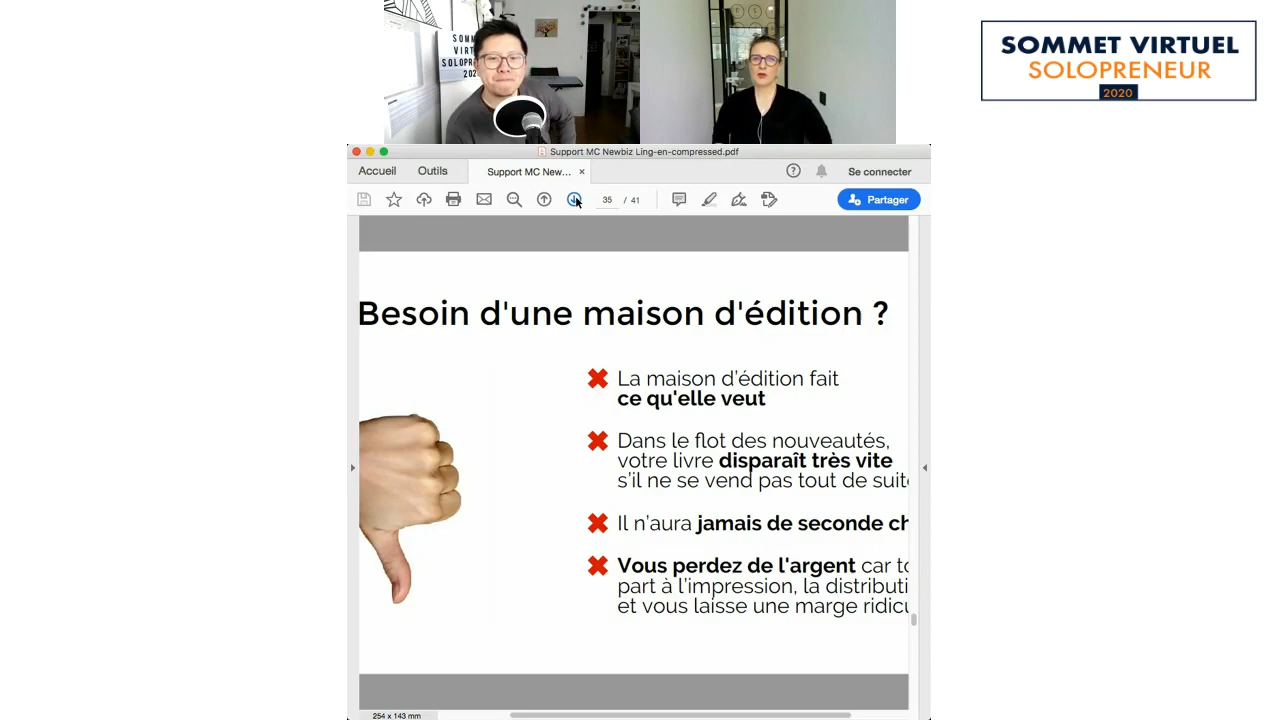 SOMMET VIRTUEL
SOLOPRENEUR
2020
Support MC Newbiz Ling-en-compressed.pdf
Accueil
Outils
Support MC New...
Se connecter
35 / 41
Partager
Besoin d'une maison d'édition ?
La maison d'édition fait
ce qu'elle veut
Dans le flot des nouveautés,
votre livre disparaît très vite
s'il ne se vend pas tout de suit
Il n'aura jamais de seconde ch
Vous perdez de l'argent car to
part à l'impression, la distributi
et vous laisse une marge ridicu
254 x 143 mm